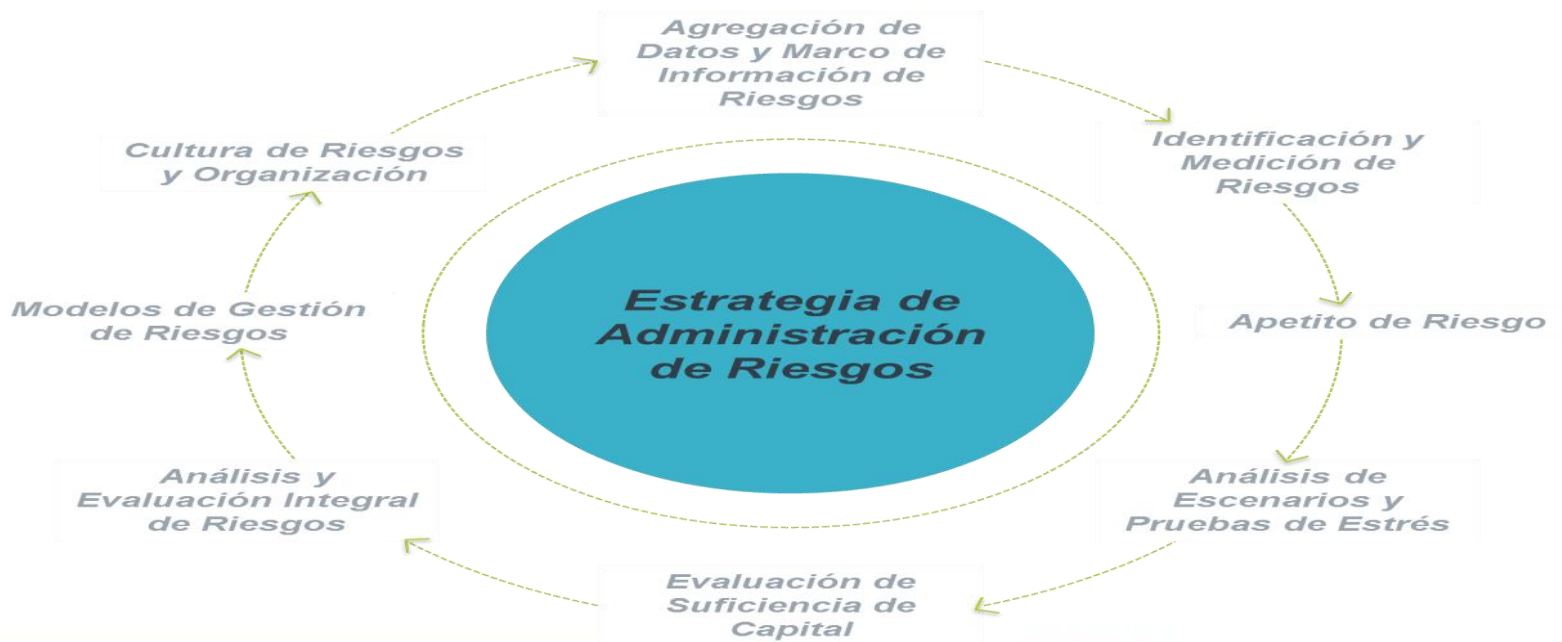 Agregación de
Datos y Marco de
Información de
Riesgos
Identificación y
Medición de
Riesgos
Apetito de Riesgo
Análisis de
Escenarios y
Pruebas de Estrés
Evaluación de
Suficiencia de
Capital
Análisis y
Evaluación Integral
de Riesgos
Modelos de Gestión
de Riesgos
Cultura de Riesgos
y Organización
Estrategia de
Administración
de Riesgos